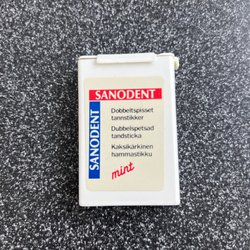 SANODENT
SANODENT
Dobbeltspisset
tannstikker
Dubbelspetsad
tandsticka
Kaksikärkinen
hammastikku
mint